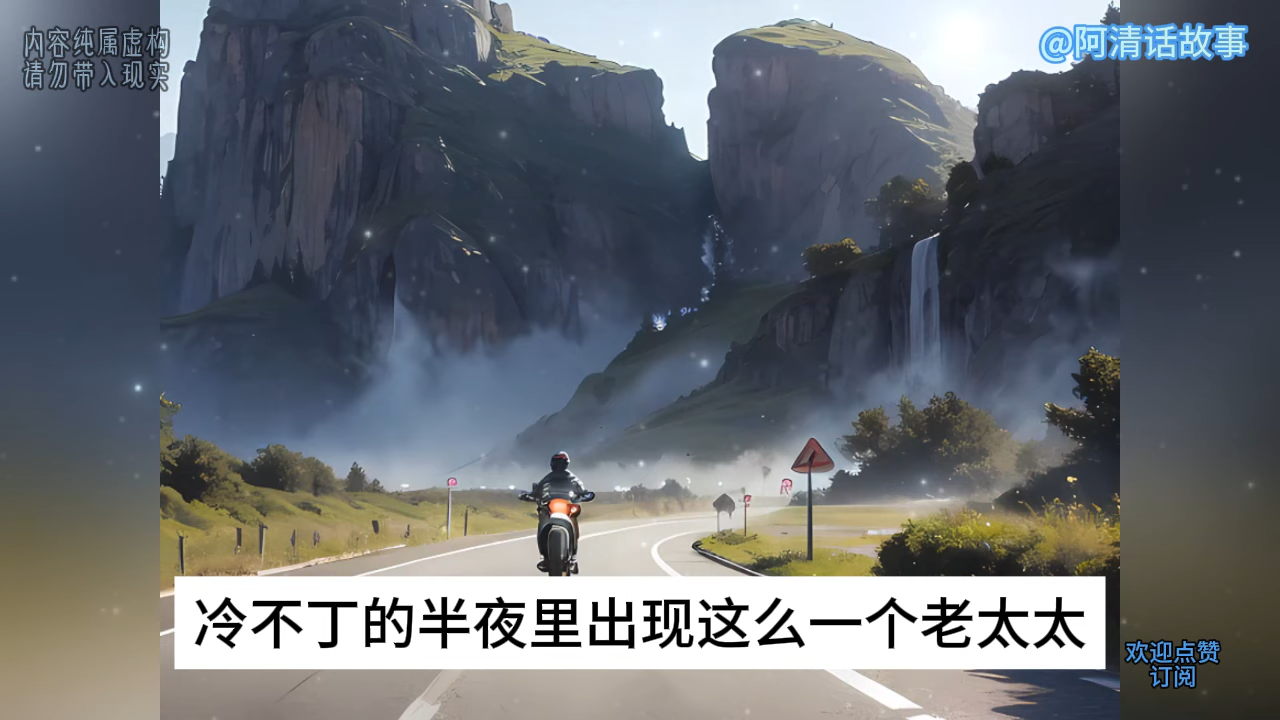 内容纯属虚构
请勿带入现实
@阿清话故事
冷不丁的半夜里出现这么一个老太太
欢迎点赞
订阅